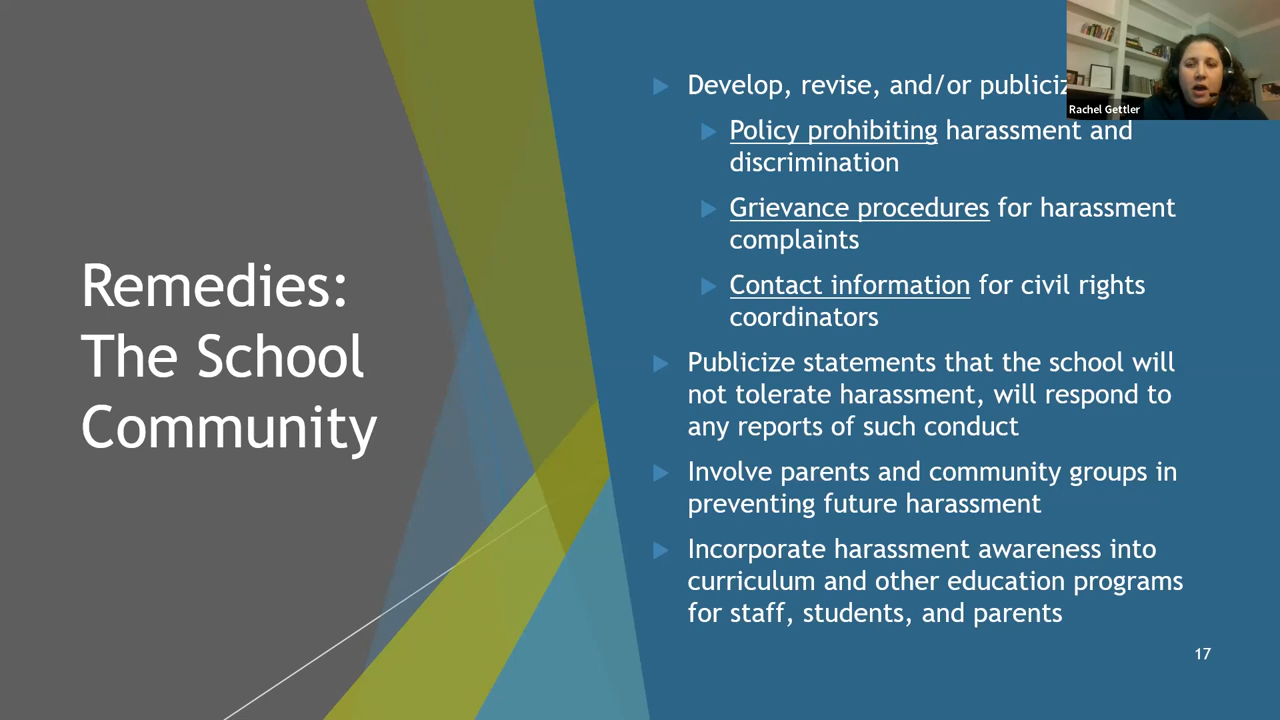 Remedies:
The School
Community
Develop, revise, and/or
Policy prohibiting harassment and
discrimination
Grievance procedures for harassment
complaints
Contact information for civil rights
coordinators
Publicize statements that the school will
not tolerate harassment, will respond to
any reports of such conduct
Involve parents and community groups in
preventing future harassment
Incorporate harassment awareness into
curriculum and other education programs
for staff, students, and parents
17
Rachel Gettler